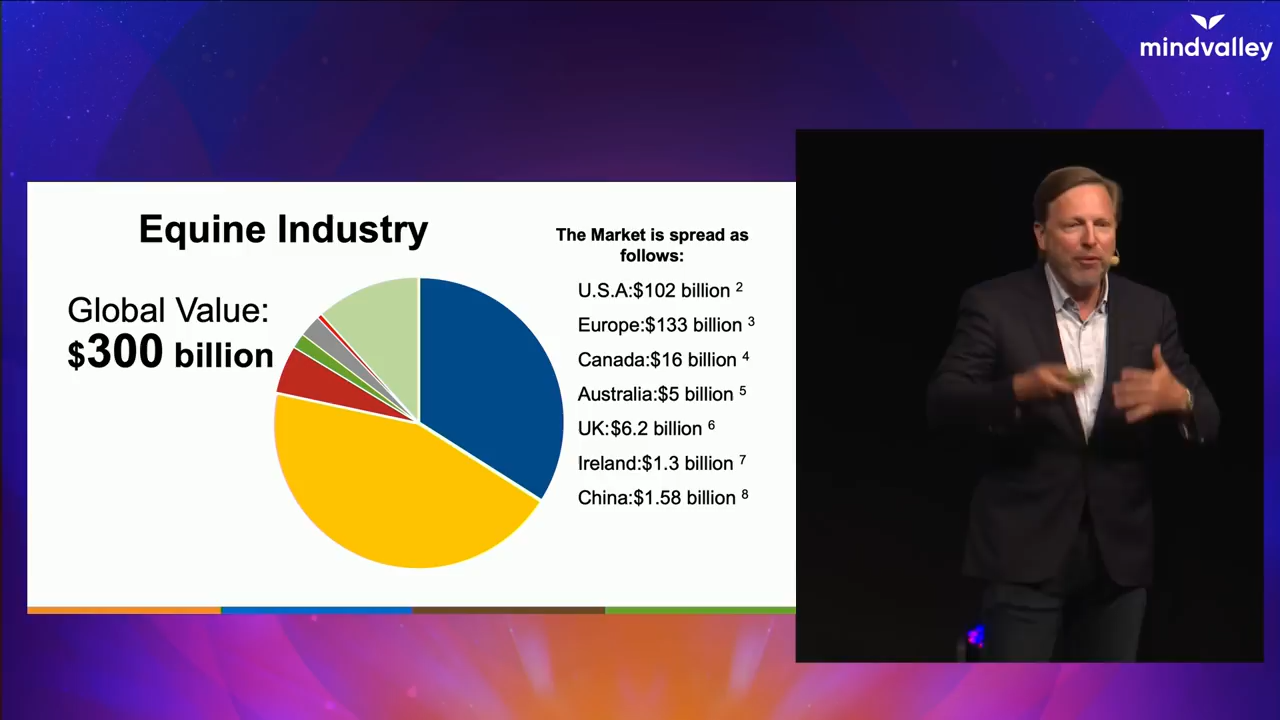 mindvalley
Equine Industry
Global Value:
$300 billion
The Market is spread as
follows:
U.S.A:$102 billion 2
Europe:$133 billion 3
Canada:$16 billion 4
Australia:$5 billion 5
UK:$6.2 billion 6
Ireland:$1.3 billion 7
China:$1.58 billion 8